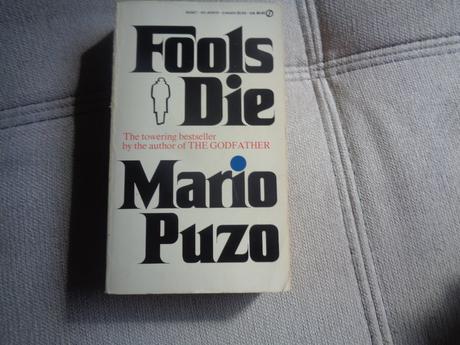 Fools
Die
The towering bestseller
by the author of THE GODFATHER
Mario
Puzo